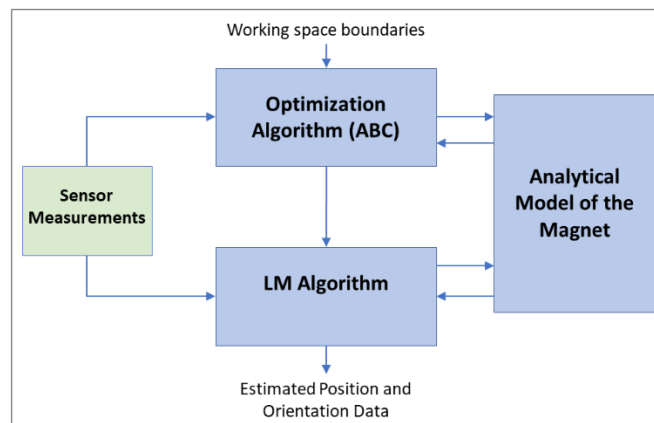 Working space boundaries
Optimization
Algorithm (ABC)
Sensor
Measurements
Analytical
Model of the
Magnet
LM Algorithm
Estimated Position and
Orientation Data